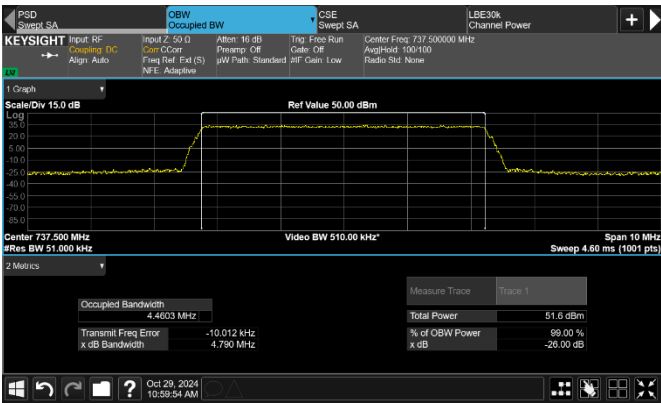 PSD
Swept SA
OBW
Occupied BW
CSE
Swept SA
LBE30k
Channel Power
KEYSIGHT
Input: RF
Coupling: DC
Align: Auto
Input Z: 50 Ω
Corr CCorr
Freq Ref: Ext (S)
NFE: Adaptive
Atten: 16 dB
Preamp: Off
µW Path: Standard
Trig: Free Run
Gate: Off
#IF Gain: Low
Center Freq: 737.500000 MHz
Avg|Hold: 100/100
Radio Std: None
LXI
1 Graph
Scale/Div 15.0 dB
Ref Value 50.00 dBm
Log
35.0
20.0
5.00
-10.0
-25.0
-40.0
-55.0
-70.0
-85.0
Center 737.500 MHz
Video BW 510.00 kHz*
Span 10 MHz
#Res BW 51.000 kHz
Sweep 4.60 ms (1001 pts)
2 Metrics
Measure Trace
Trace 1
Occupied Bandwidth
4.4603 MHz
Total Power
51.6 dBm
Transmit Freq Error
-10.012 kHz
% of OBW Power
99.00 %
x dB Bandwidth
4.790 MHz
x dB
-26.00 dB
?
Oct 29, 2024
10:59:54 AM